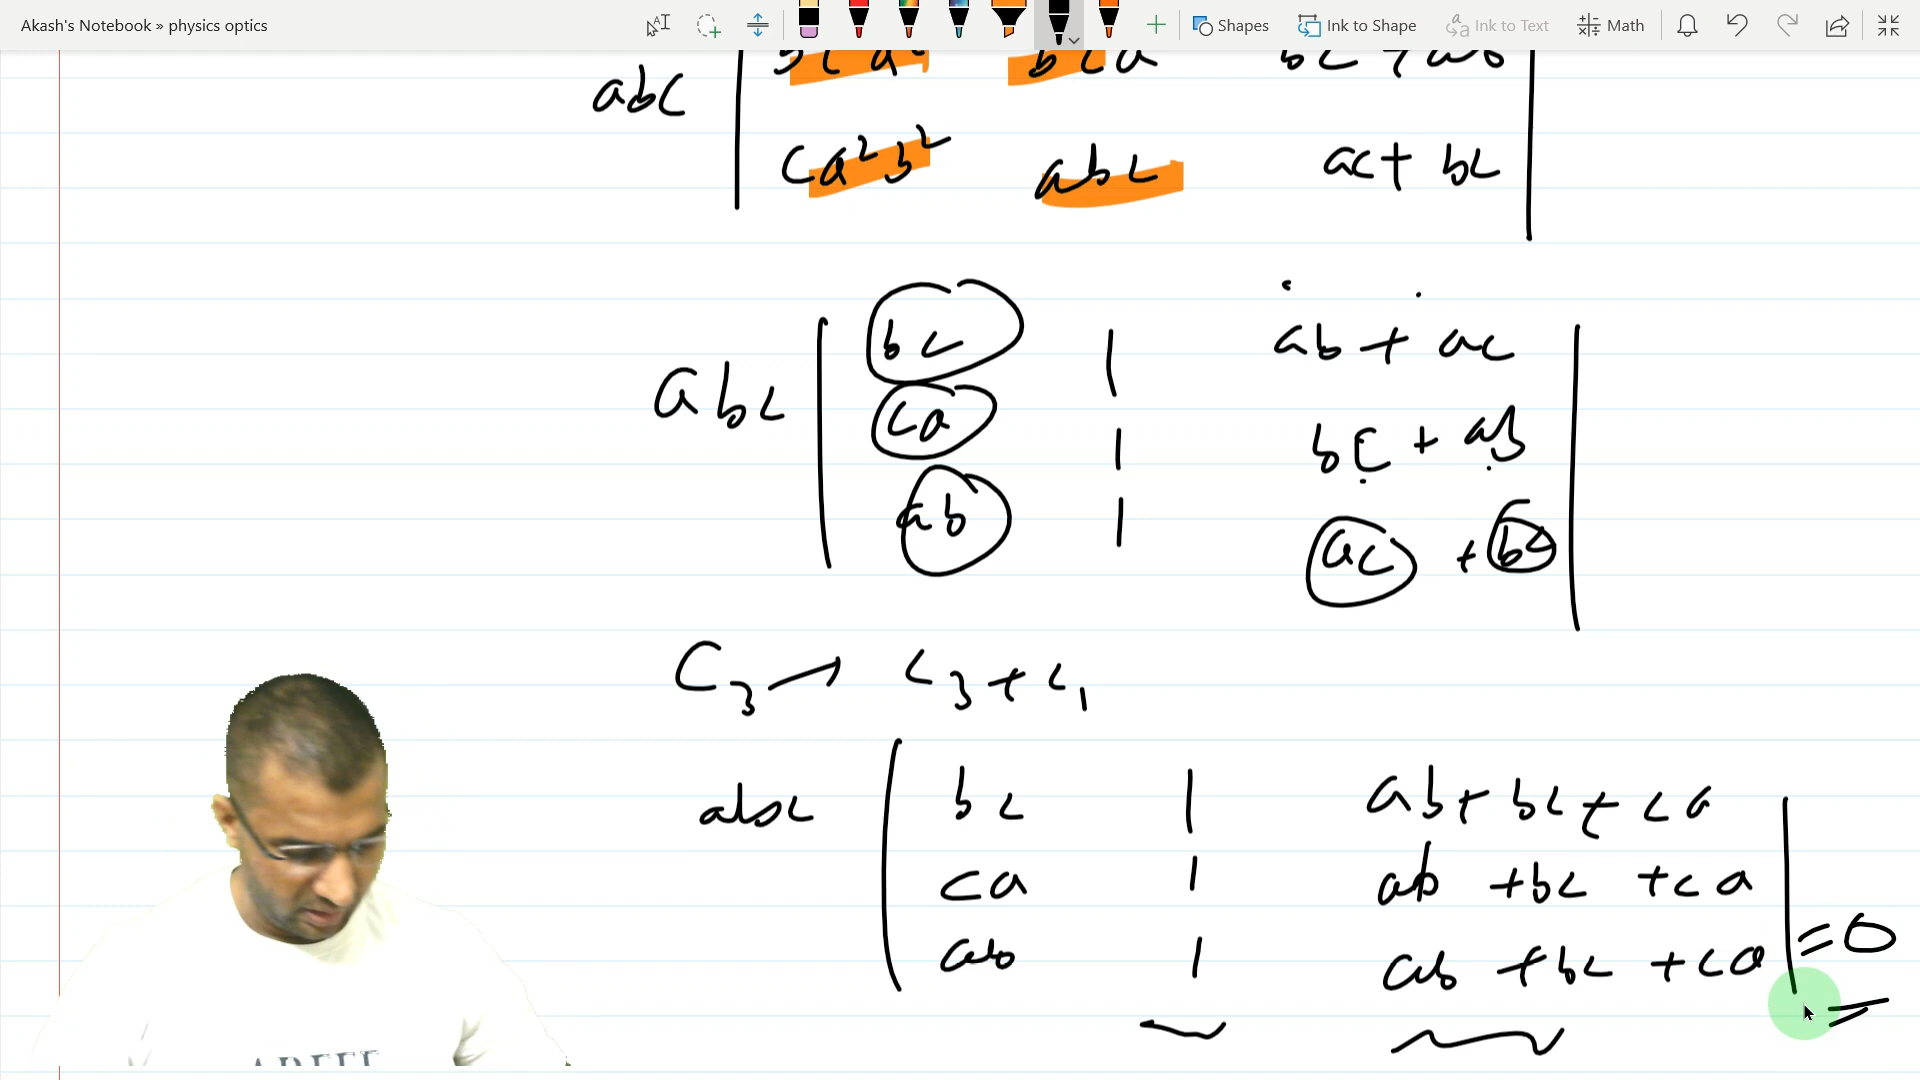 Akash's Notebook » physics optics
Shapes Ink to Shape Ink to Text Math
abc
ca²b² abc ac + bc
abc
bc 1 ab + ac
ca 1 bc + ab
ab 1 ac + bc
C₃ → C₃ + C₁
abc
bc 1 ab + bc + ca
ca 1 ab + bc + ca
ab 1 ab + bc + ca
= 0